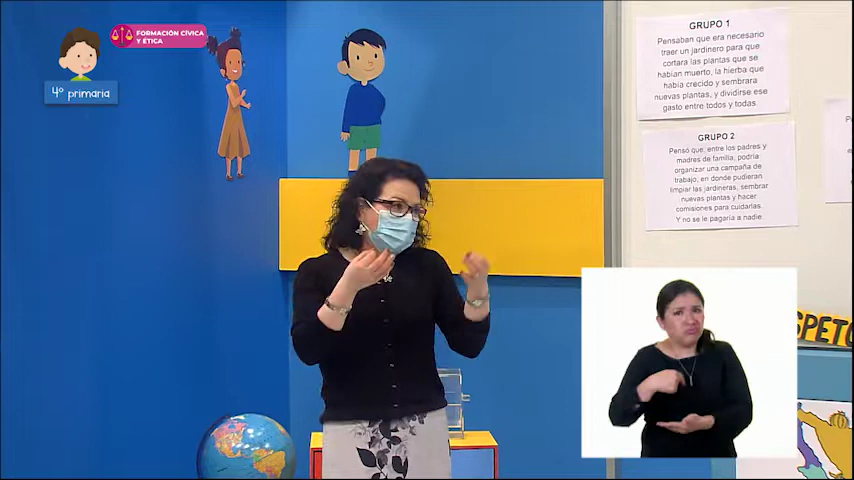 FORMACIÓN CÍVICA
Y ÉTICA
4º primaria
GRUPO 1
Pensaban que era necesario
traer un jardinero para que
cortara las plantas que se
habían muerto, la hierba que
había crecido y sembrara
nuevas plantas, y dividirse ese
gasto entre todos y todas.
GRUPO 2
Pensó que, entre los padres y
madres de familia, se podría
organizar una campaña de
trabajo, en donde pudieran
limpiar las jardineras, sembrar
nuevas plantas y hacer
comisiones para cuidarlas.
Y no se le pagaría a nadie.
SPETO